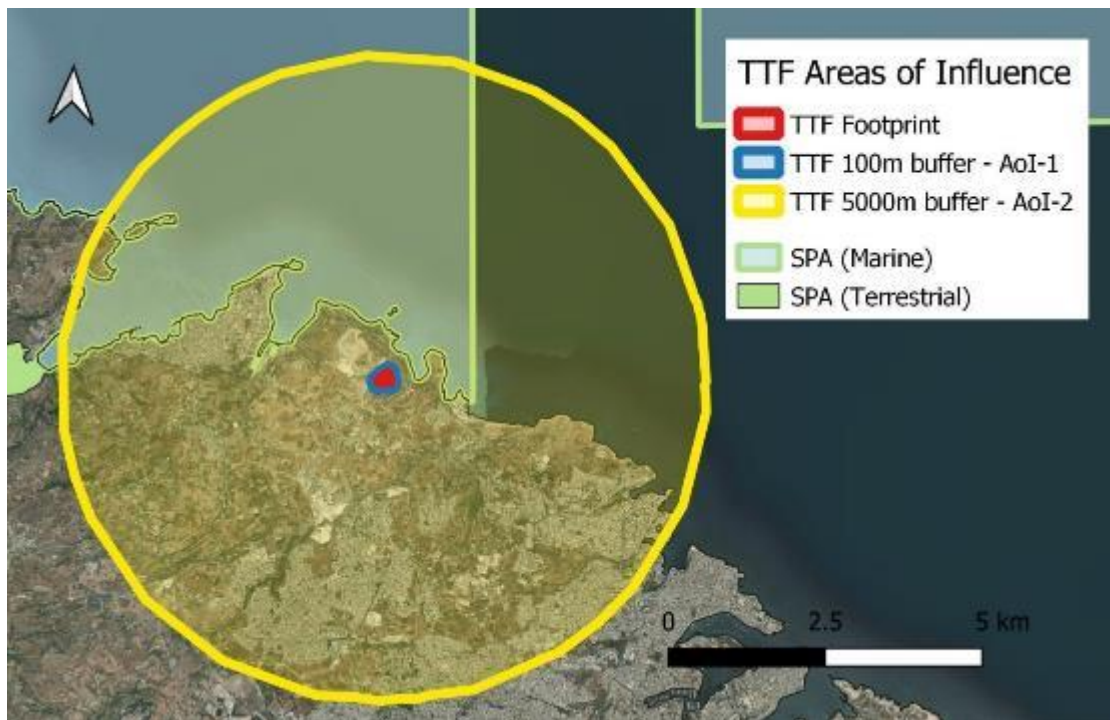 TTF Areas of Influence
TTF Footprint
TTF 100m buffer - AoI-1
TTF 5000m buffer - AoI-2
SPA (Marine)
SPA (Terrestrial)
0 2.5 5 km